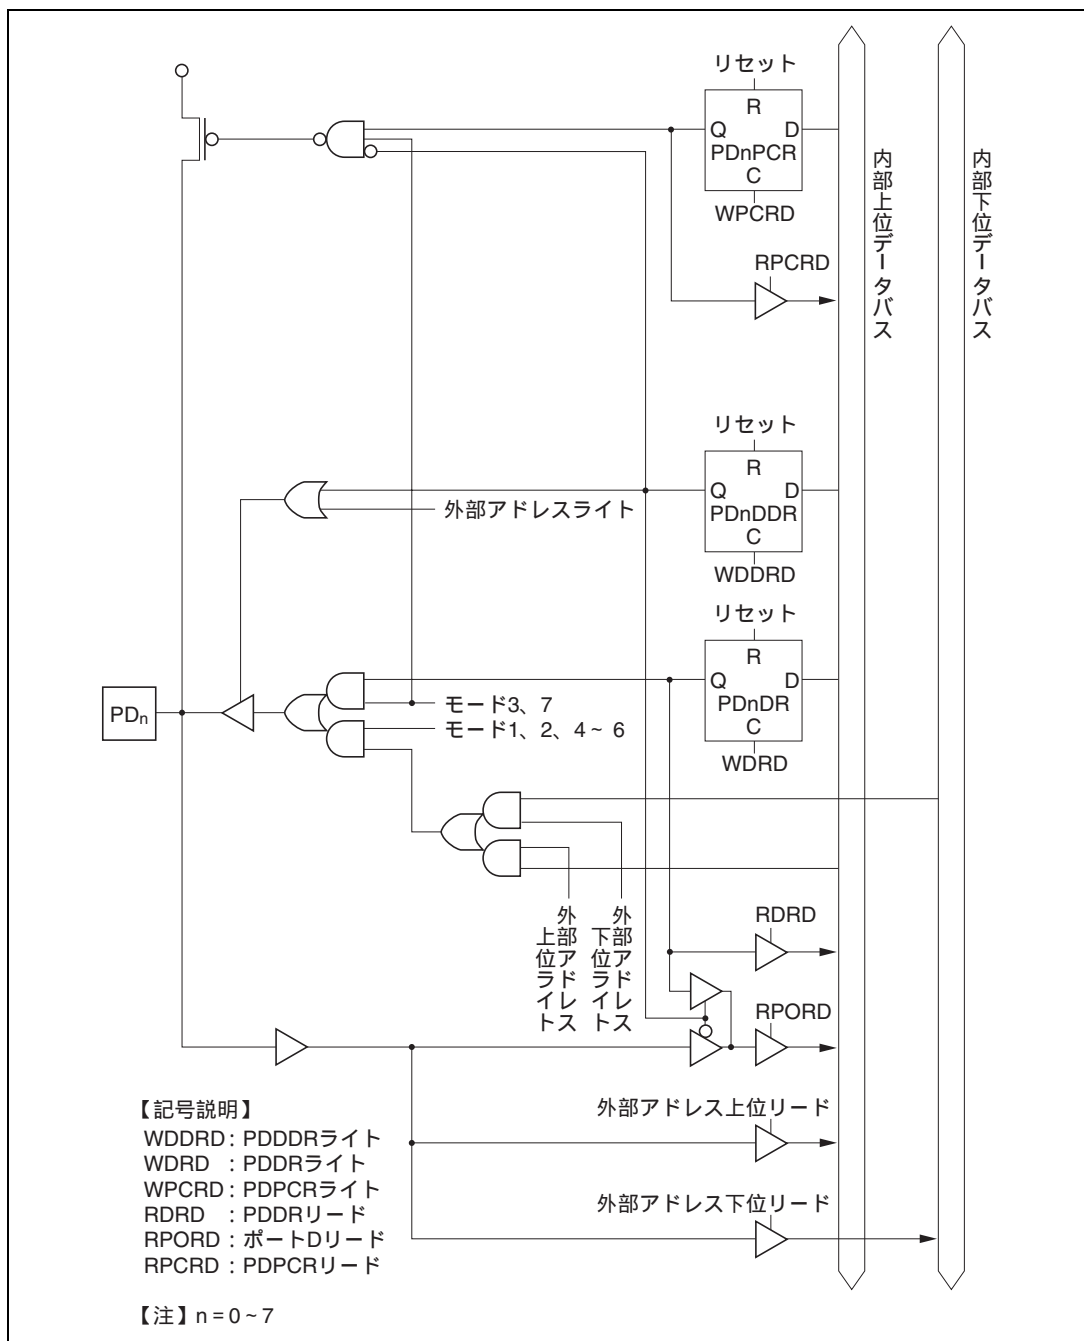 リセット
R
Q D
PDnPCR
C
WPCRD
RPCRD
内部上位データバス
内部下位データバス
リセット
R
Q D
PDnDDR
C
WDDRD
外部アドレスライト
リセット
R
Q D
PDnDR
C
WDRD
PDn
モード3、7
モード1、2、4~6
外部アドレス
上位ライト
外部アドレス
下位ライト
RDRD
RPORD
外部アドレス上位リード
外部アドレス下位リード
【記号説明】
WDDRD:PDDDRライト
WDRD :PDDRライト
WPCRD:PDPCRライト
RDRD :PDDRリード
RPORD:ポートDリード
RPCRD:PDPCRリード
【注】n=0~7